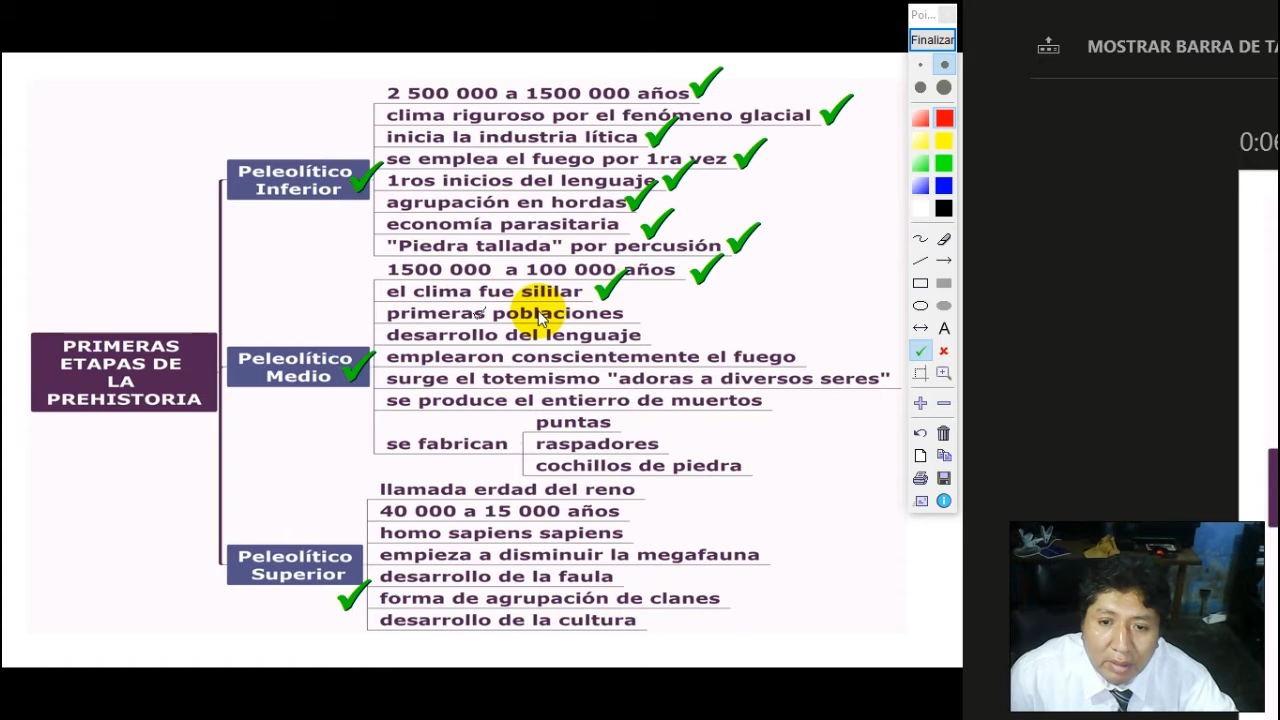 Poi...
Finalizar
MOSTRAR BARRA DE TA
0:06
PRIMERAS
ETAPAS DE
LA
PREHISTORIA
Peleolítico
Inferior
2 500 000 a 1500 000 años
clima riguroso por el fenómeno glacial
inicia la industria lítica
se emplea el fuego por 1ra vez
1ros inicios del lenguaje
agrupación en hordas
economía parasitaria
"Piedra tallada" por percusión
Peleolítico
Medio
1500 000 a 100 000 años
el clima fue sililar
primeras poblaciones
desarrollo del lenguaje
emplearon conscientemente el fuego
surge el totemismo "adoras a diversos seres"
se produce el entierro de muertos
se fabrican
puntas
raspadores
cochillos de piedra
Peleolítico
Superior
llamada erdad del reno
40 000 a 15 000 años
homo sapiens sapiens
empieza a disminuir la megafauna
desarrollo de la faula
forma de agrupación de clanes
desarrollo de la cultura
A